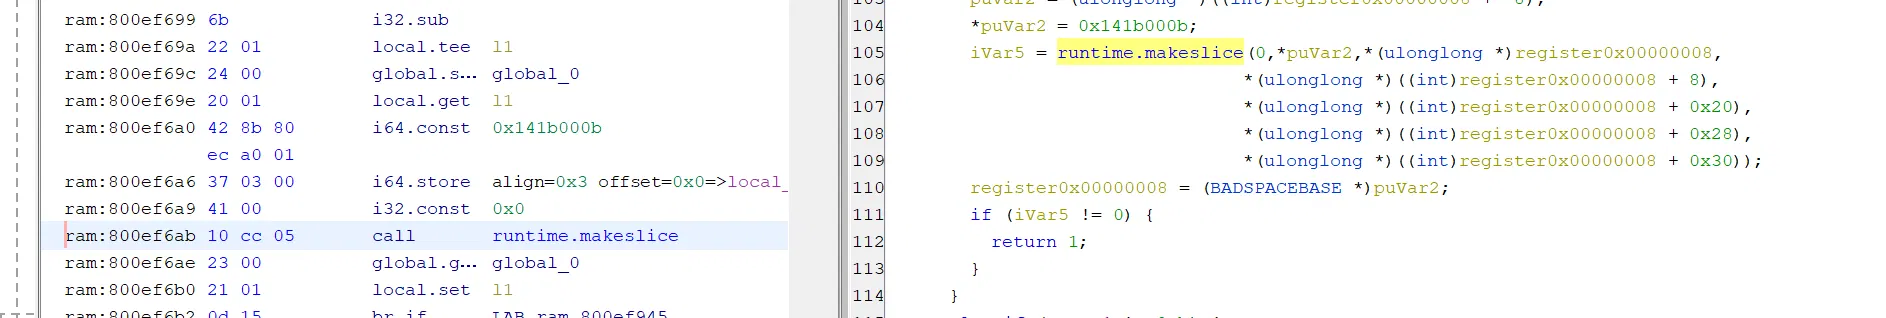 ram:800ef699 6b i32.sub
ram:800ef69a 22 01 local.tee l1
ram:800ef69c 24 00 global.s... global_0
ram:800ef69e 20 01 local.get l1
ram:800ef6a0 42 8b 80 i64.const 0x141b000b
ec a0 01
ram:800ef6a6 37 03 00 i64.store align=0x3 offset=0x0=>local_
ram:800ef6a9 41 00 i32.const 0x0
ram:800ef6ab 10 cc 05 call runtime.makeslice
ram:800ef6ae 23 00 global.g... global_0
ram:800ef6b0 21 01 local.set l1
ram:800ef6b2 0d 15 br_if LAB_ram_800ef945
104 *puVar2 = 0x141b000b;
105 iVar5 = runtime.makeslice(0,*puVar2,*(ulonglong *)register0x00000008,
106 *(ulonglong *)((int)register0x00000008 + 8),
107 *(ulonglong *)((int)register0x00000008 + 0x20),
108 *(ulonglong *)((int)register0x00000008 + 0x28),
109 *(ulonglong *)((int)register0x00000008 + 0x30));
110 register0x00000008 = (BADSPACEBASE *)puVar2;
111 if (iVar5 != 0) {
112 return 1;
113 }
114 }